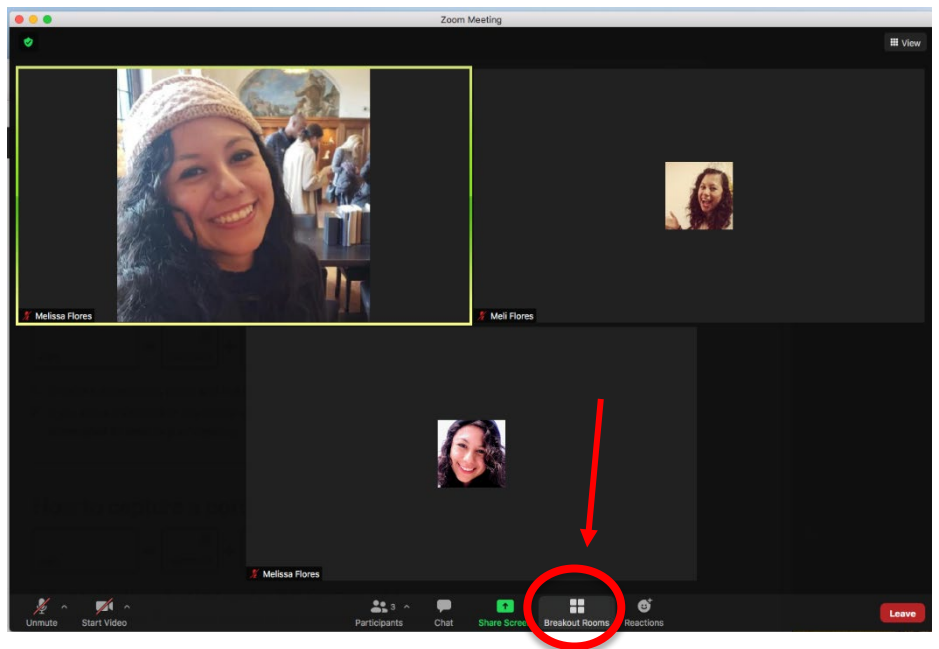 Zoom Meeting
View
Melissa Flores
Meli Flores
Melissa Flores
3
Unmute
Start Video
Participants
Chat
Share Screen
Breakout Rooms
Reactions
Leave